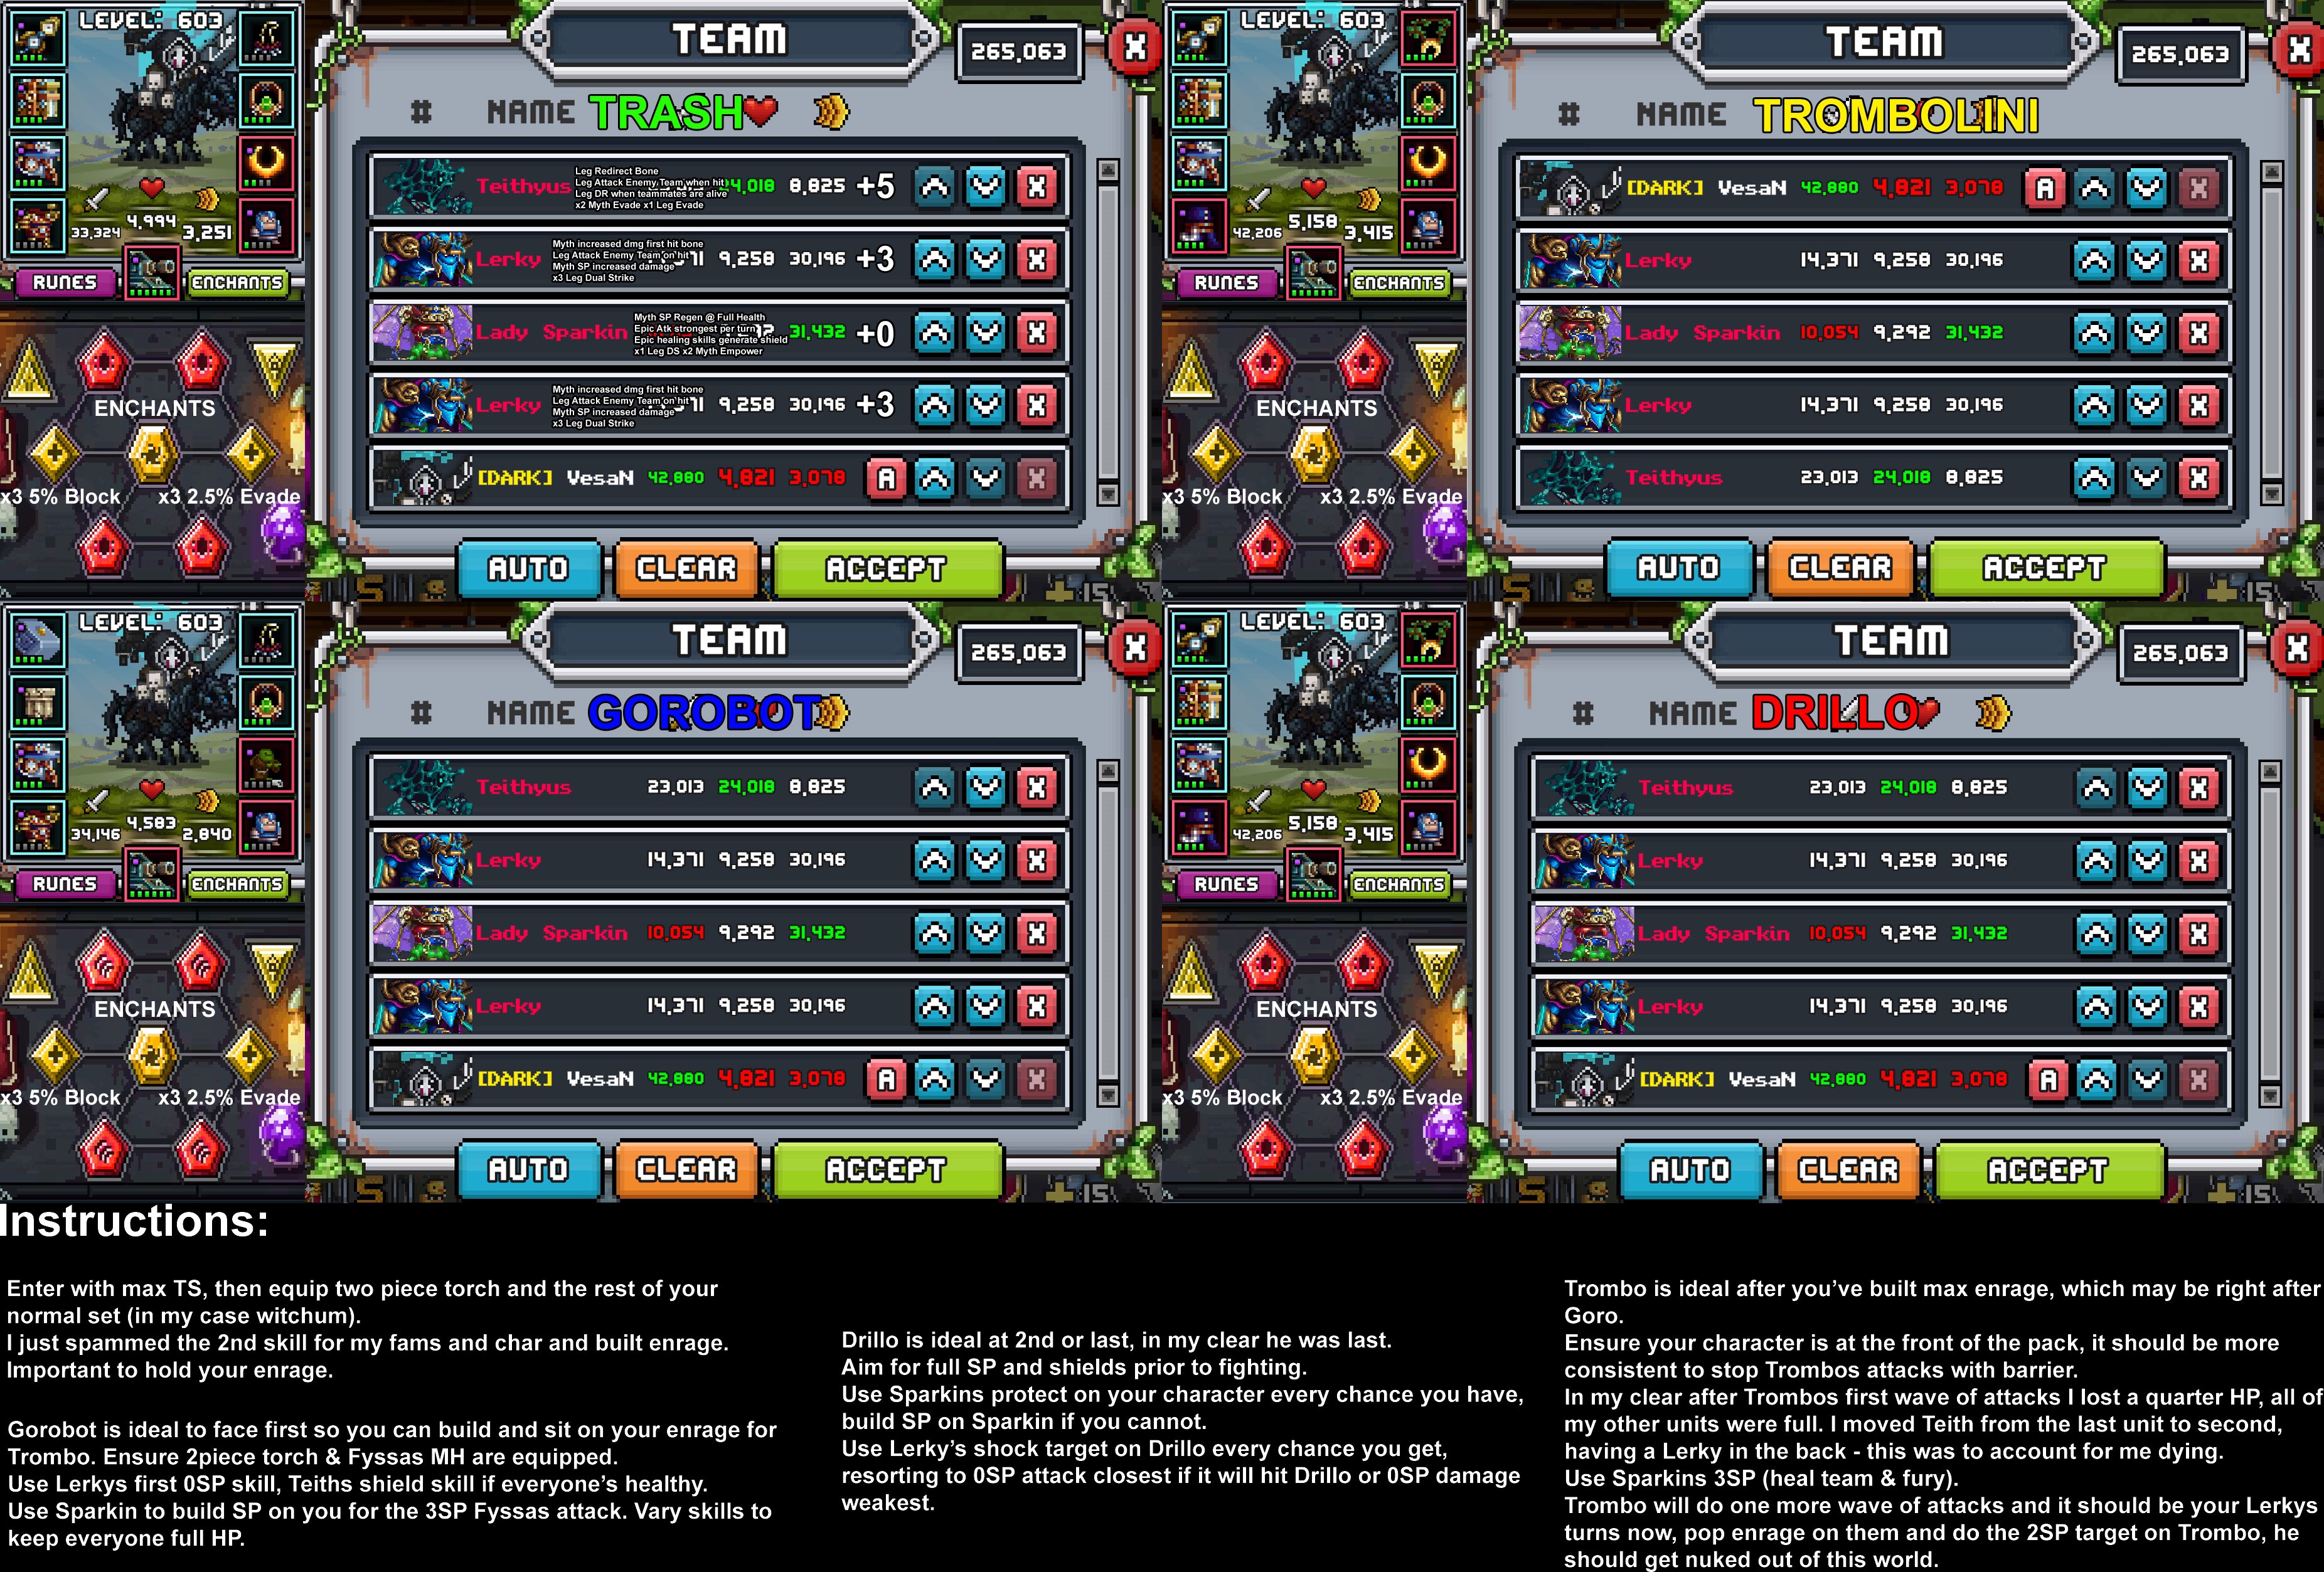 LEVEL: 603
33,324 4,994 3,251
RUNES ENCHANTS
ENCHANTS
x3 5% Block x3 2.5% Evade
TEAM
265,063
X
# NAME TRASH
Teithyus 24,018 8,825 +5
Leg Redirect Bone
Leg Attack Enemy Team when hit
Leg DR when teammates are alive
x2 Myth Evade x1 Leg Evade
Lerky 9,258 30,196 +3
Myth increased dmg first hit bone
Leg Attack Enemy Team on hit
Myth SP increased damage
x3 Leg Dual Strike
Lady Sparkin 31,432 +0
Myth SP Regen @ Full Health
Epic Atk strongest per turn
Epic healing skills generate shield
x1 Leg DS x2 Myth Empower
Lerky 9,258 30,196 +3
Myth increased dmg first hit bone
Leg Attack Enemy Team on hit
Myth SP increased damage
x3 Leg Dual Strike
[DARK] VesaN 42,880 4,821 3,078 A
AUTO CLEAR ACCEPT
LEVEL: 603
42,206 5,158 3,415
RUNES ENCHANTS
ENCHANTS
x3 5% Block x3 2.5% Evade
TEAM
265,063
X
# NAME TROMBOLINI
[DARK] VesaN 42,880 4,821 3,078 A
Lerky 14,371 9,258 30,196
Lady Sparkin 10,054 9,292 31,432
Lerky 14,371 9,258 30,196
Teithyus 23,013 24,018 8,825
AUTO CLEAR ACCEPT
LEVEL: 603
34,146 4,583 2,840
RUNES ENCHANTS
ENCHANTS
x3 5% Block x3 2.5% Evade
TEAM
265,063
X
# NAME GOROBOT
Teithyus 23,013 24,018 8,825
Lerky 14,371 9,258 30,196
Lady Sparkin 10,054 9,292 31,432
Lerky 14,371 9,258 30,196
[DARK] VesaN 42,880 4,821 3,078 A
AUTO CLEAR ACCEPT
LEVEL: 603
42,206 5,158 3,415
RUNES ENCHANTS
ENCHANTS
x3 5% Block x3 2.5% Evade
TEAM
265,063
X
# NAME DRILLO
Teithyus 23,013 24,018 8,825
Lerky 14,371 9,258 30,196
Lady Sparkin 10,054 9,292 31,432
Lerky 14,371 9,258 30,196
[DARK] VesaN 42,880 4,821 3,078 A
AUTO CLEAR ACCEPT
Instructions:
Enter with max TS, then equip two piece torch and the rest of your
normal set (in my case witchum).
I just spammed the 2nd skill for my fams and char and built enrage.
Important to hold your enrage.
Gorobot is ideal to face first so you can build and sit on your enrage for
Trombo. Ensure 2piece torch & Fyssas MH are equipped.
Use Lerkys first 0SP skill, Teiths shield skill if everyone's healthy.
Use Sparkin to build SP on you for the 3SP Fyssas attack. Vary skills to
keep everyone full HP.
Drillo is ideal at 2nd or last, in my clear he was last.
Aim for full SP and shields prior to fighting.
Use Sparkins protect on your character every chance you have,
build SP on Sparkin if you cannot.
Use Lerky's shock target on Drillo every chance you get,
resorting to 0SP attack closest if it will hit Drillo or 0SP damage
weakest.
Trombo is ideal after you've built max enrage, which may be right after
Goro.
Ensure your character is at the front of the pack, it should be more
consistent to stop Trombos attacks with barrier.
In my clear after Trombos first wave of attacks I lost a quarter HP, all of
my other units were full. I moved Teith from the last unit to second,
having a Lerky in the back - this was to account for me dying.
Use Sparkins 3SP (heal team & fury).
Trombo will do one more wave of attacks and it should be your Lerkys
turns now, pop enrage on them and do the 2SP target on Trombo, he
should get nuked out of this world.